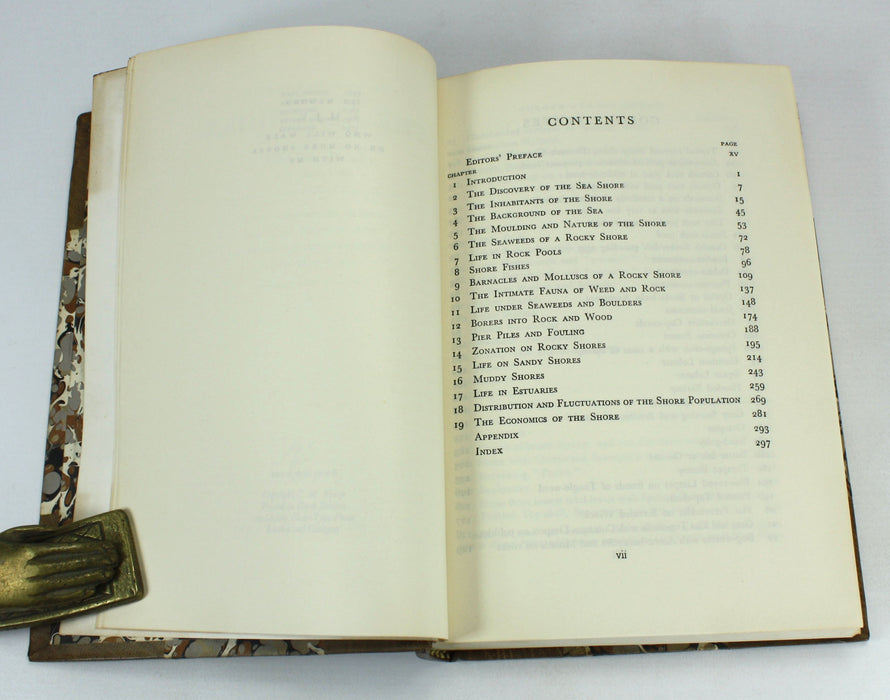 CONTENTS
PAGE
Editors' Preface xv
CHAPTER
1 Introduction 1
2 The Discovery of the Sea Shore 7
3 The Inhabitants of the Shore 15
4 The Background of the Sea 45
5 The Moulding and Nature of the Shore 53
6 The Seaweeds of a Rocky Shore 72
7 Life in Rock Pools 78
8 Shore Fishes 96
9 Barnacles and Molluscs of a Rocky Shore 109
10 The Intimate Fauna of Weed and Rock 137
11 Life under Seaweeds and Boulders 148
12 Borers into Rock and Wood 174
13 Pier Piles and Fouling 188
14 Zonation on Rocky Shores 195
15 Life on Sandy Shores 214
16 Muddy Shores 243
17 Life in Estuaries 259
18 Distribution and Fluctuations of the Shore Population 269
19 The Economics of the Shore 281
Appendix 293
Index 297
vii